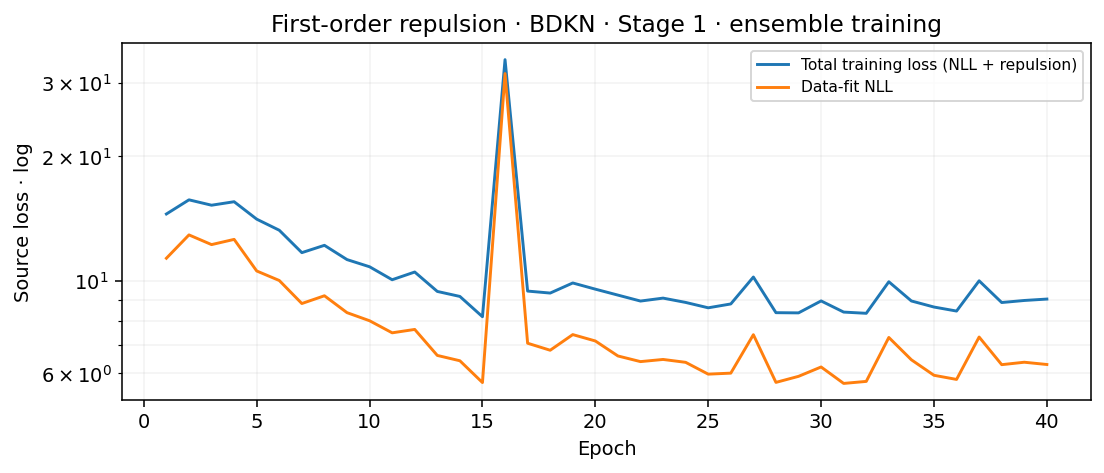 First-order repulsion · BDKN · Stage 1 · ensemble training
Source loss · log
3 × 10¹
2 × 10¹
10¹
6 × 10⁰
Total training loss (NLL + repulsion)
Data-fit NLL
0 5 10 15 20 25 30 35 40
Epoch